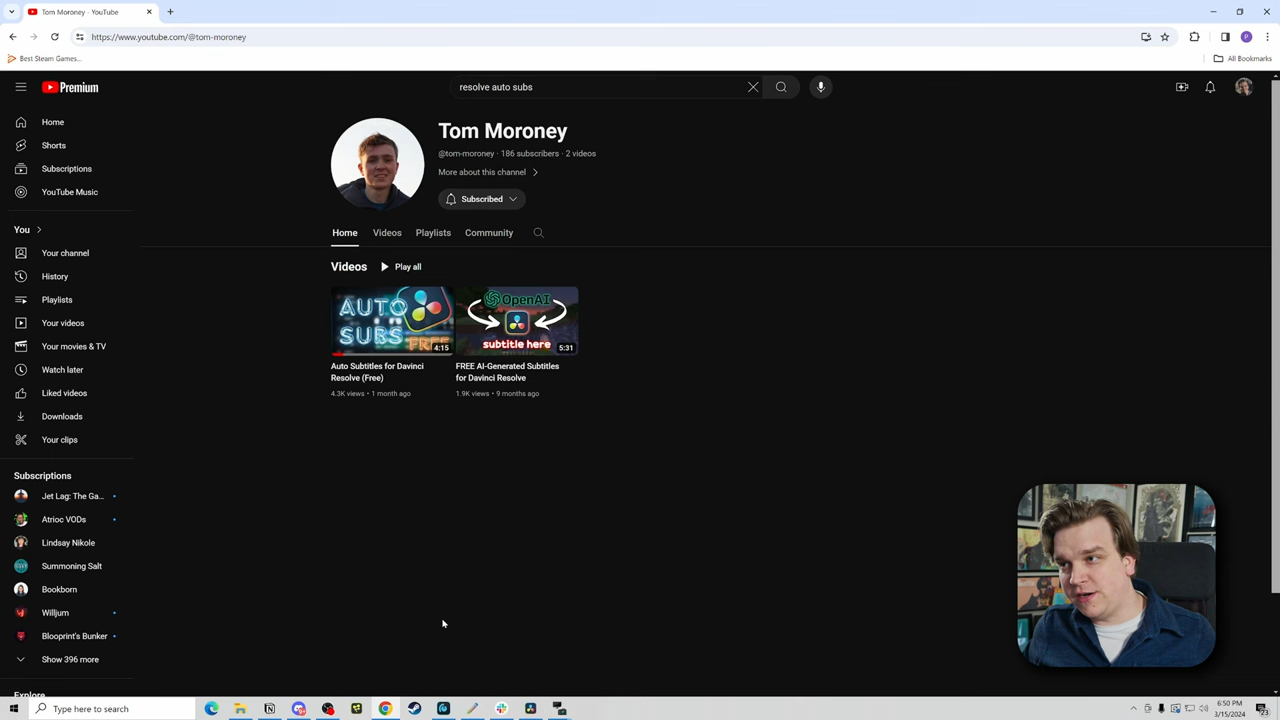 Tom Moroney - YouTube
https://www.youtube.com/@tom-moroney
Best Steam Games...
All Bookmarks
Premium
resolve auto subs
Home
Shorts
Subscriptions
YouTube Music
You
Your channel
History
Playlists
Your videos
Your movies & TV
Watch later
Liked videos
Downloads
Your clips
Subscriptions
Jet Lag: The Ga...
Atrioc VODs
Lindsay Nikole
Summoning Salt
Bookborn
Willjum
Blooprint's Bunker
Show 396 more
Explore
Tom Moroney
@tom-moroney · 186 subscribers · 2 videos
More about this channel
Subscribed
Home Videos Playlists Community
Videos Play all
AUTO
SUBS
FREE
4:15
OpenAI
subtitle here
5:31
Auto Subtitles for Davinci
Resolve (Free)
4.3K views • 1 month ago
FREE AI-Generated Subtitles
for Davinci Resolve
1.9K views • 9 months ago
Type here to search
6:50 PM
3/15/2024
23